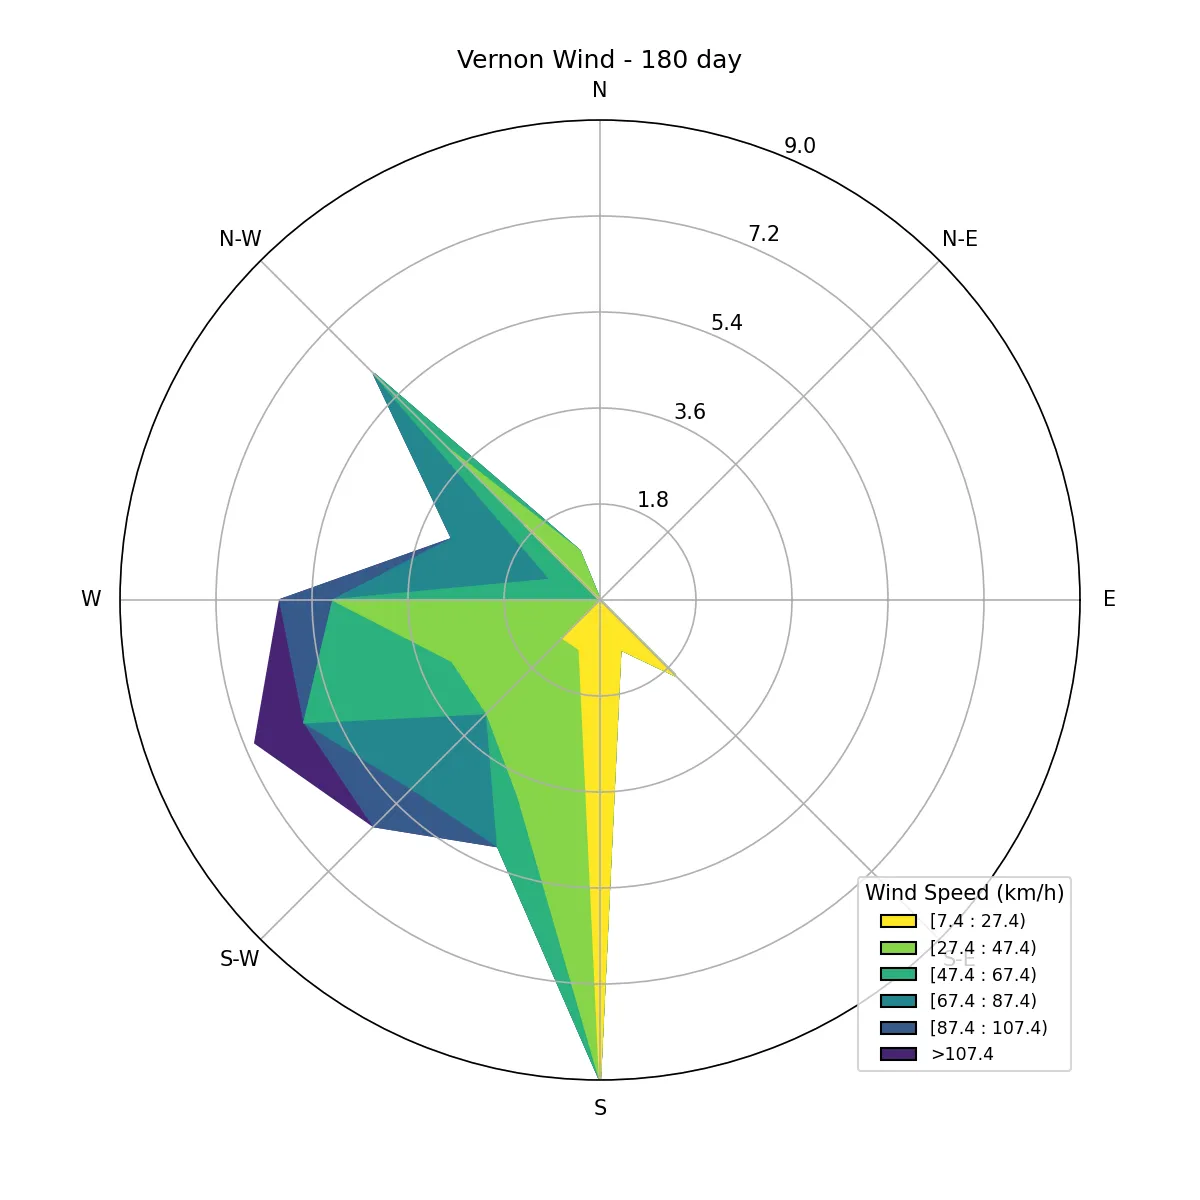 Vernon Wind - 180 day
N
9.0
7.2
N-W
N-E
5.4
3.6
1.8
W
E
Wind Speed (km/h)
[7.4 : 27.4)
[27.4 : 47.4)
S-W
S-E
[47.4 : 67.4)
[67.4 : 87.4)
[87.4 : 107.4)
>107.4
S